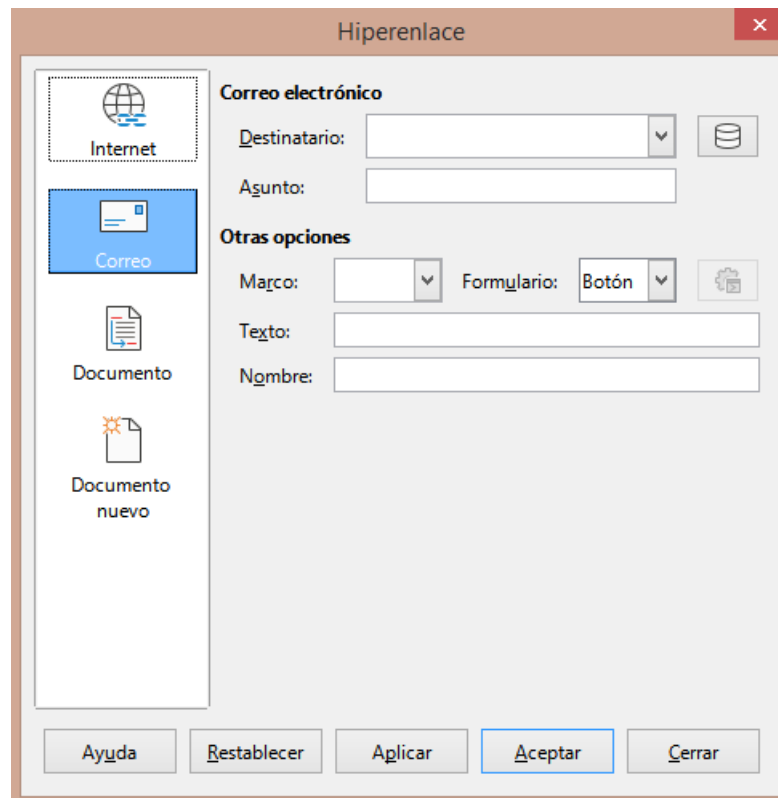 Hiperenlace
Internet
Correo
Documento
Documento
nuevo
Correo electrónico
Destinatario:
Asunto:
Otras opciones
Marco:
Formulario: Botón
Texto:
Nombre:
Ayuda Restablecer Aplicar Aceptar Cerrar